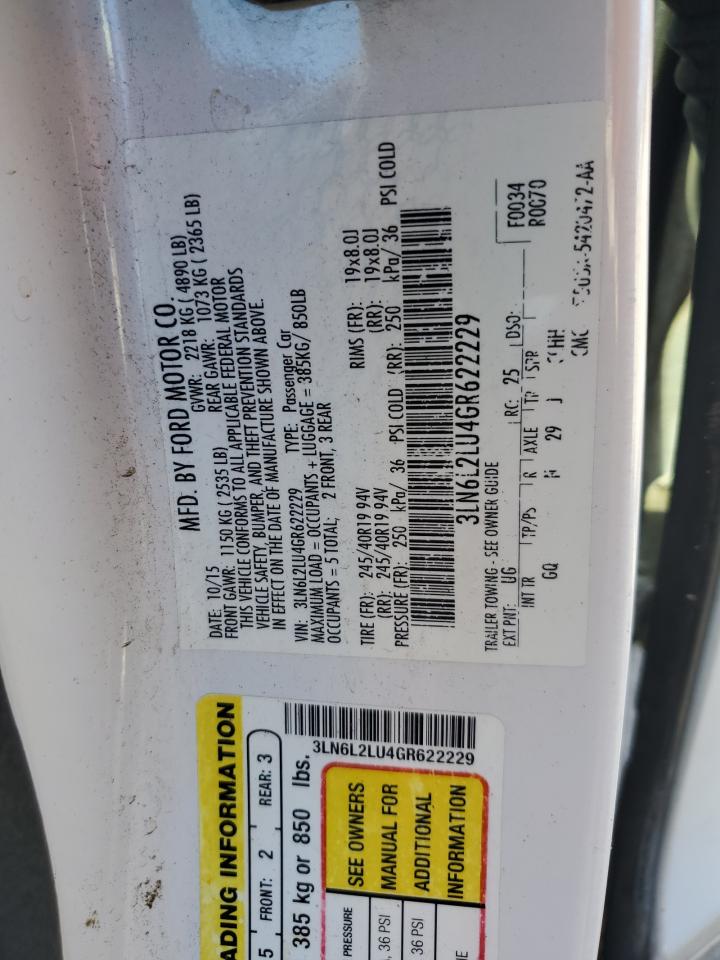 MFD. BY FORD MOTOR CO.
DATE: 10/15 GVWR: 2218 KG ( 4890 LB)
FRONT GAWR: 1150 KG ( 2535 LB) REAR GAWR: 1073 KG ( 2365 LB)
THIS VEHICLE CONFORMS TO ALL APPLICABLE FEDERAL MOTOR
VEHICLE SAFETY, BUMPER, AND THEFT PREVENTION STANDARDS
IN EFFECT ON THE DATE OF MANUFACTURE SHOWN ABOVE.
VIN: 3LN6L2LU4GR622229 TYPE: Passenger Car
MAXIMUM LOAD = OCCUPANTS + LUGGAGE = 385KG/ 850LB
OCCUPANTS = 5 TOTAL; 2 FRONT, 3 REAR
TIRE (FR): 245/40R19 94V RIMS (FR): 19x8.0J
(RR): 245/40R19 94V (RR): 19x8.0J
PRESSURE (FR): 250 kPa/ 36 PSI COLD (RR): 250 kPa/ 36 PSI COLD
3LN6L2LU4GR622229
TRAILER TOWING - SEE OWNER GUIDE
EXT PNT: UG RC: 25 DSO: F0034
INT TR TP/PS R AXLE TR SPR R0C70
GQ 29 J
3LN6L2LU4GR622229
ADING INFORMATION
5 FRONT: 2 REAR: 3
385 kg or 850 lbs.
PRESSURE
, 36 PSI
36 PSI
SEE OWNERS
MANUAL FOR
ADDITIONAL
INFORMATION